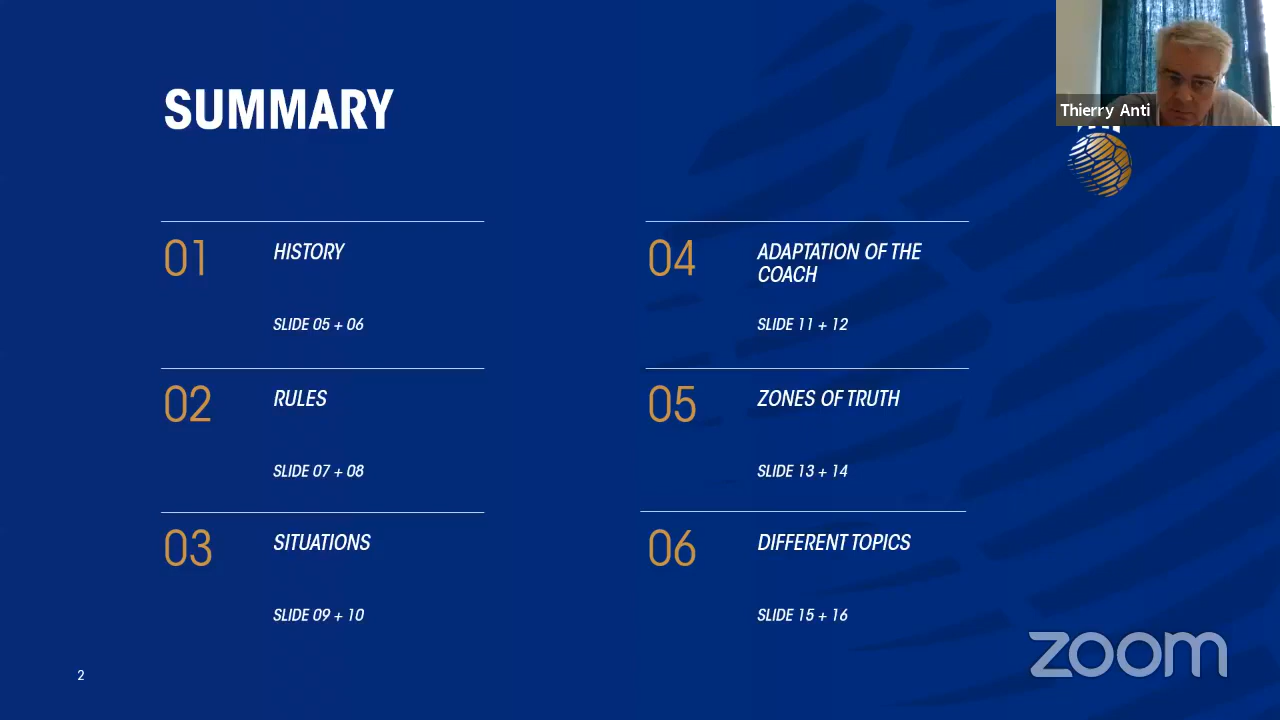 SUMMARY
Thierry Anti
01
HISTORY
SLIDE 05 + 06
02
RULES
SLIDE 07 + 08
03
SITUATIONS
SLIDE 09 + 10
04
ADAPTATION OF THE
COACH
SLIDE 11 + 12
05
ZONES OF TRUTH
SLIDE 13 + 14
06
DIFFERENT TOPICS
SLIDE 15 + 16
2
zoom